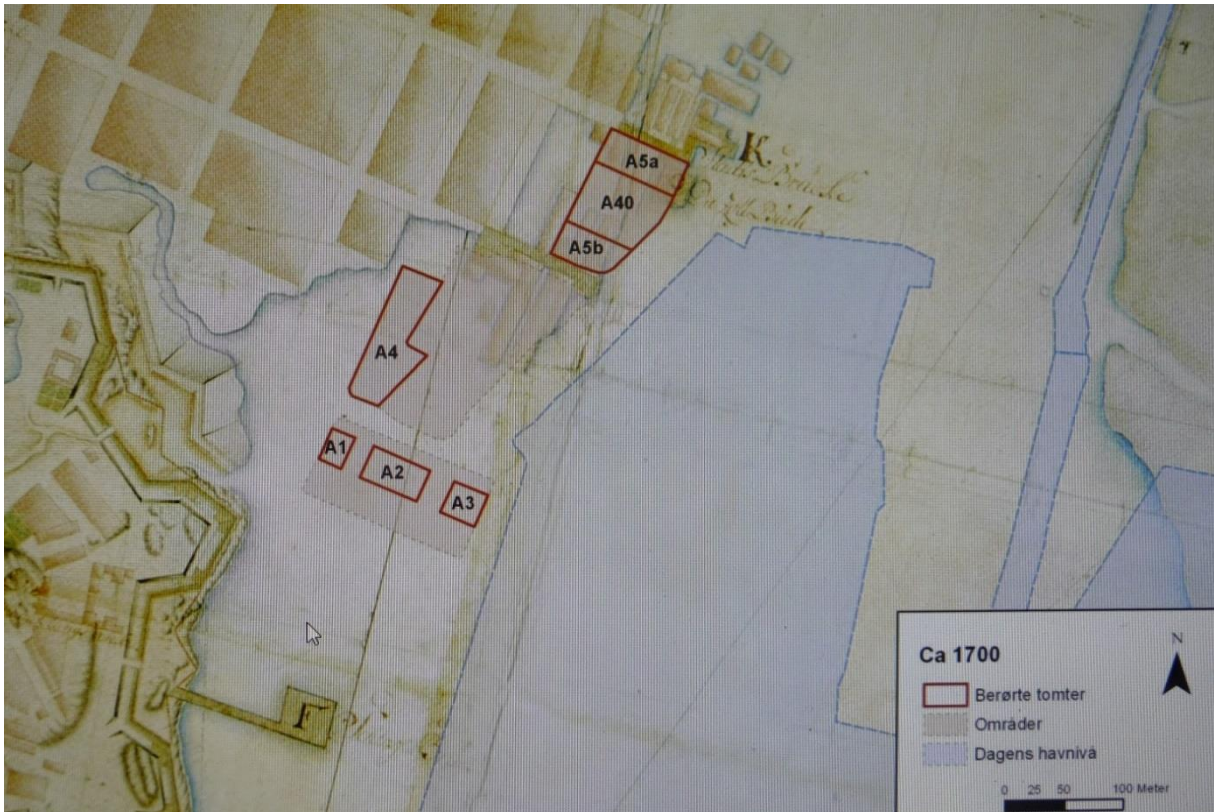 K.
A5a
A40
A5b
A4
A1
A2
A3
F
Ca 1700
N
Berørte tomter
Områder
Dagens havnivå
0 25 50 100 Meter